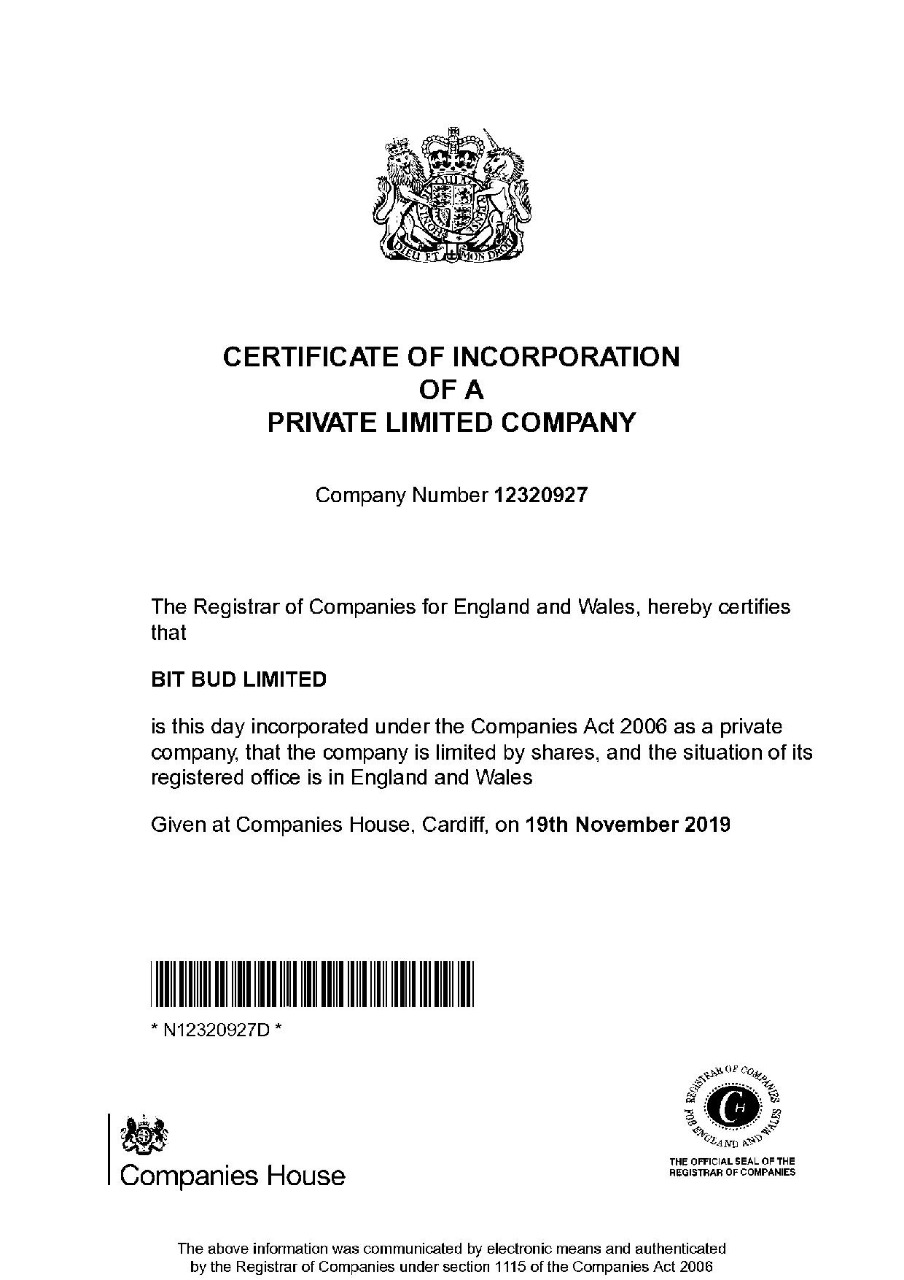 DIEU ET MON DROIT
CERTIFICATE OF INCORPORATION
OF A
PRIVATE LIMITED COMPANY
Company Number 12320927
The Registrar of Companies for England and Wales, hereby certifies
that
BIT BUD LIMITED
is this day incorporated under the Companies Act 2006 as a private
company, that the company is limited by shares, and the situation of its
registered office is in England and Wales
Given at Companies House, Cardiff, on 19th November 2019
* N12320927D *
Companies House
REGISTRAR OF COMPANIES
FOR ENGLAND AND WALES
CH
THE OFFICIAL SEAL OF THE
REGISTRAR OF COMPANIES
The above information was communicated by electronic means and authenticated
by the Registrar of Companies under section 1115 of the Companies Act 2006